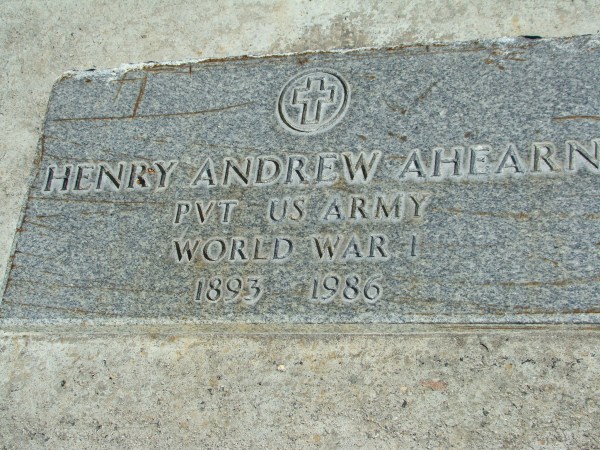 HENRY ANDREW AHEARN
PVT US ARMY
WORLD WAR I
1893 1986